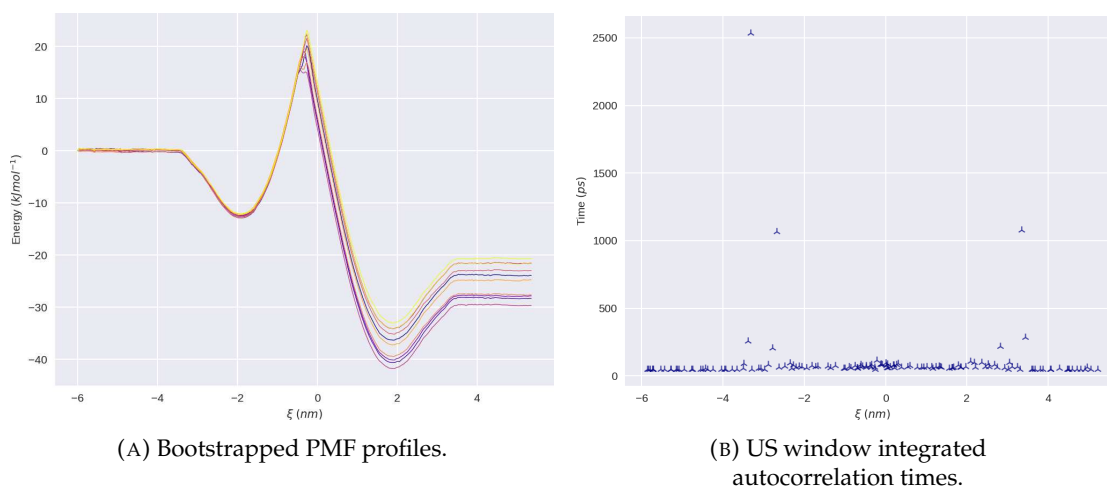 20
10
0
−10
−20
−30
−40
Energy (kJmol⁻¹)
−6 −4 −2 0 2 4
ξ (nm)
(A) Bootstrapped PMF profiles.
2500
2000
1500
1000
500
0
Time (ps)
−6 −4 −2 0 2 4
ξ (nm)
(B) US window integrated
autocorrelation times.